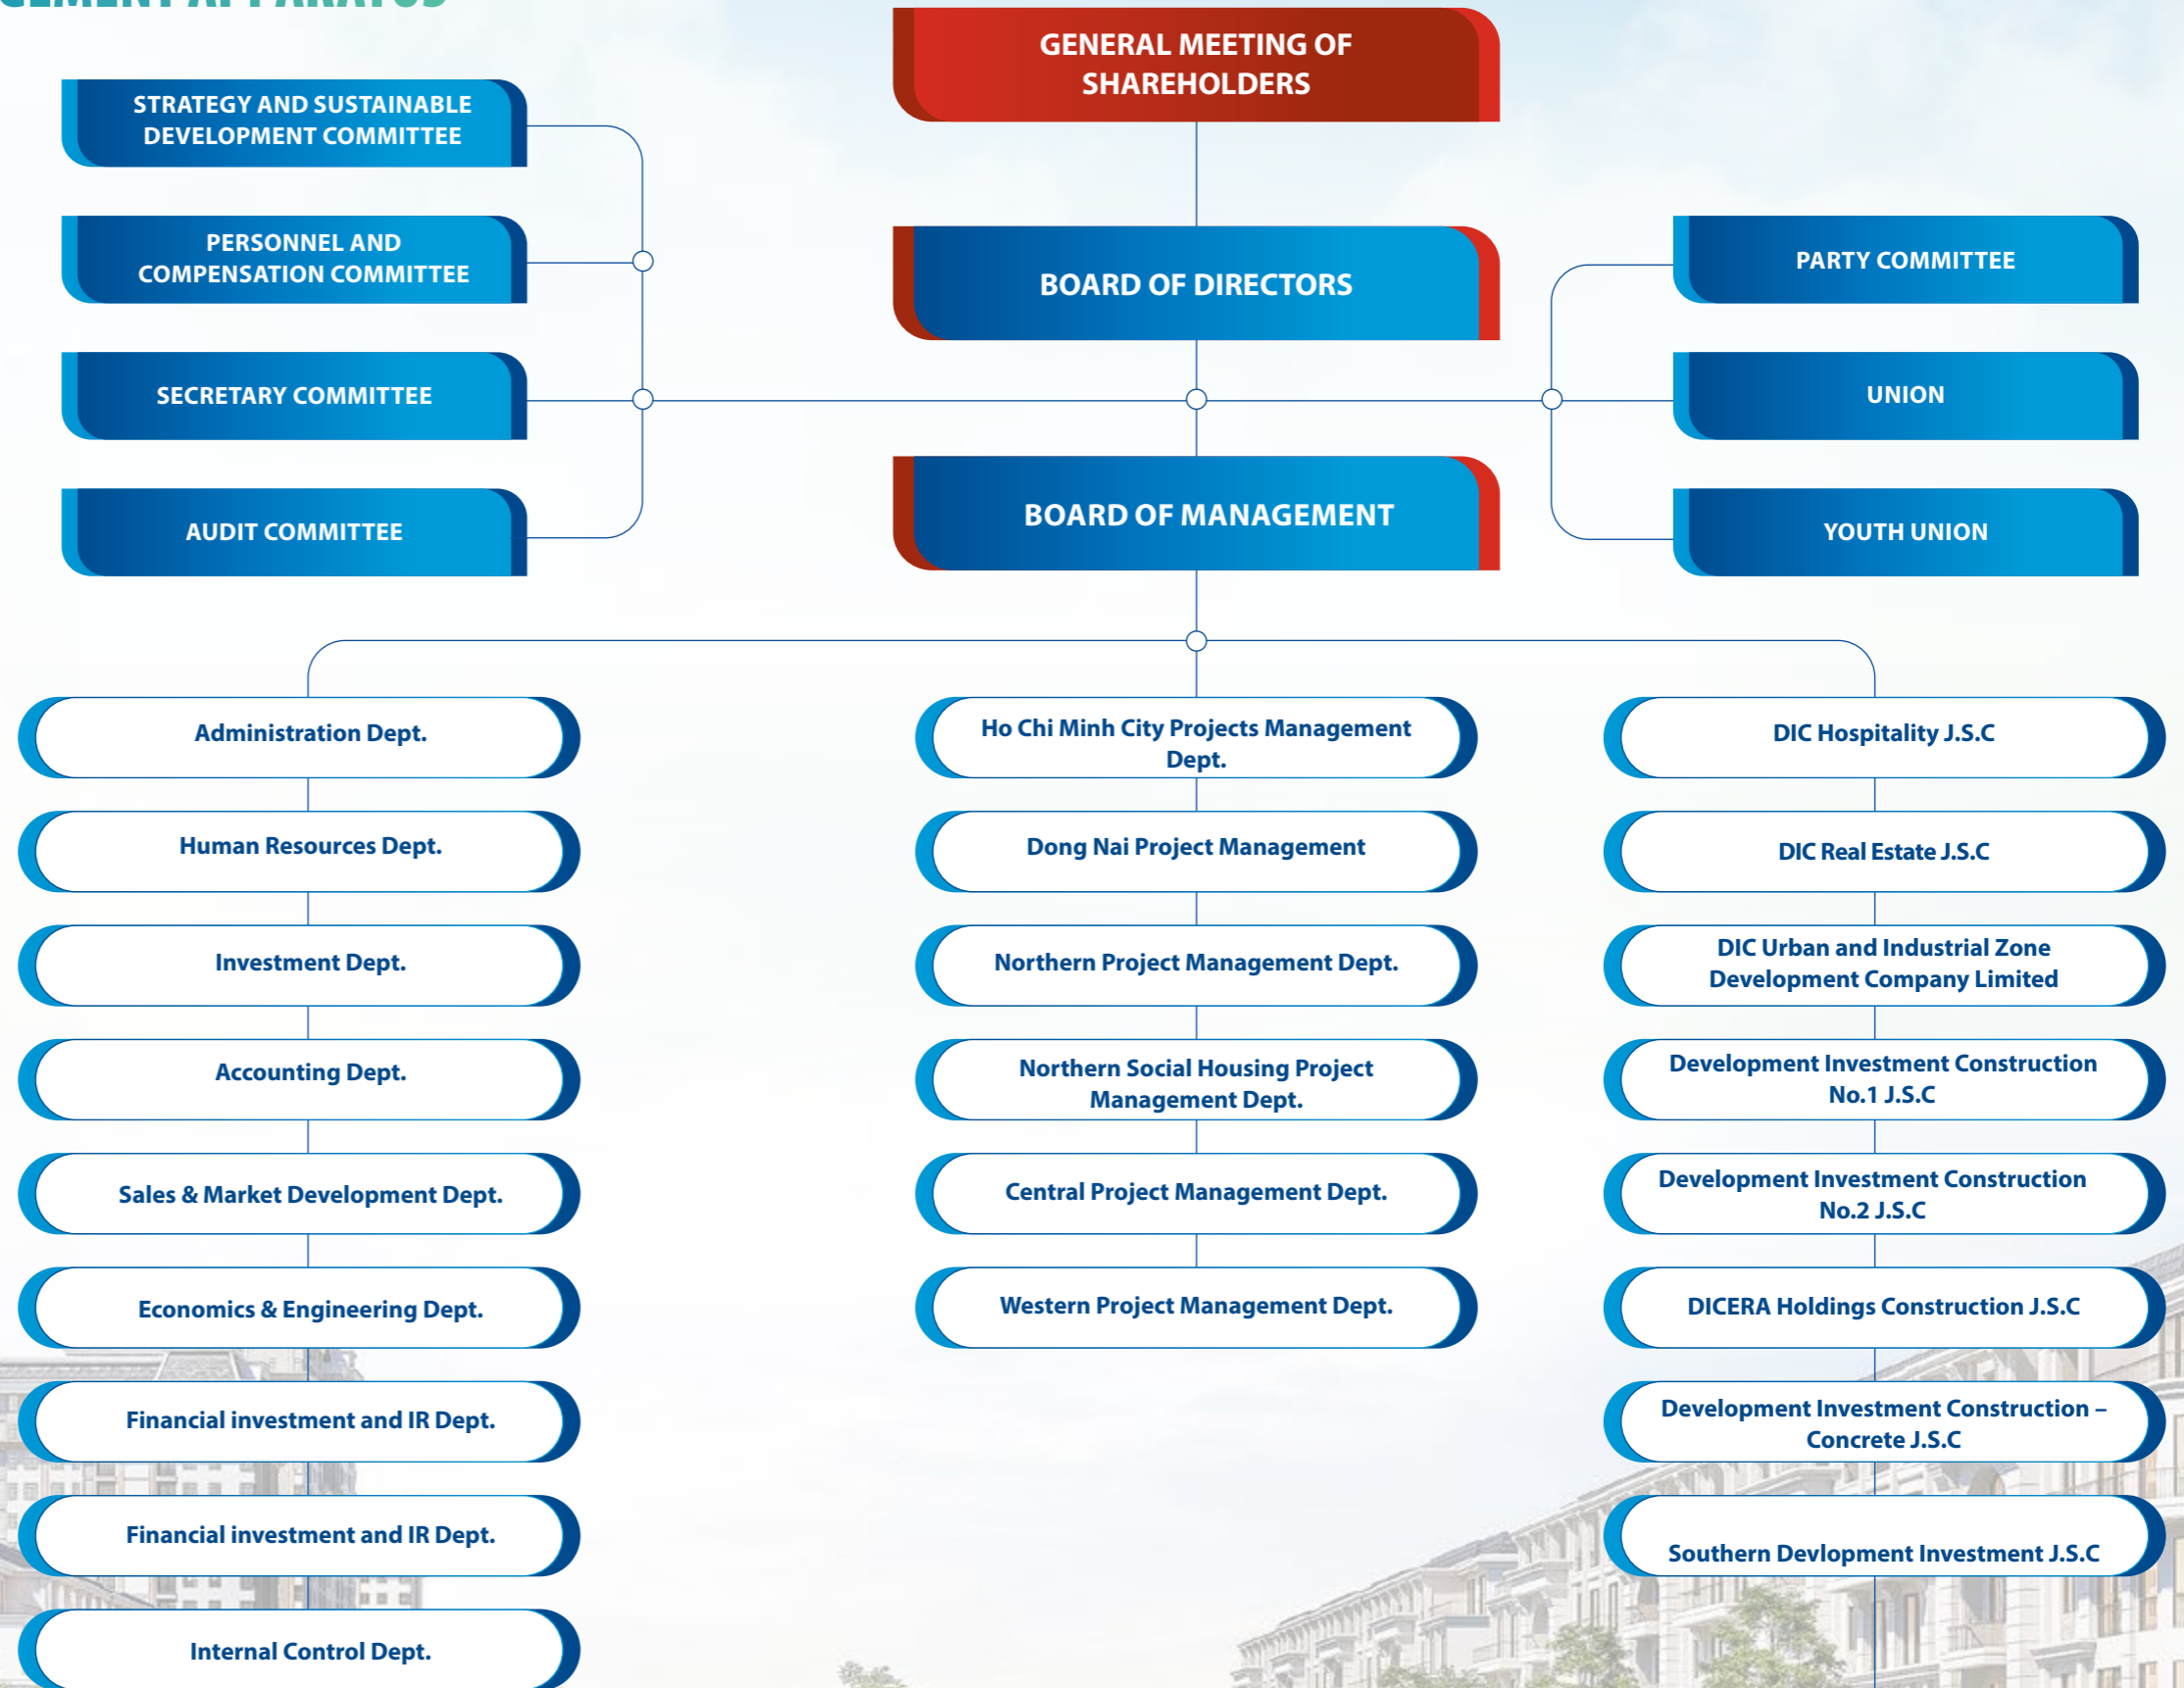 GENERAL MEETING OF
SHAREHOLDERS
STRATEGY AND SUSTAINABLE
DEVELOPMENT COMMITTEE
PERSONNEL AND
COMPENSATION COMMITTEE
SECRETARY COMMITTEE
AUDIT COMMITTEE
BOARD OF DIRECTORS
BOARD OF MANAGEMENT
PARTY COMMITTEE
UNION
YOUTH UNION
Administration Dept.
Human Resources Dept.
Investment Dept.
Accounting Dept.
Sales & Market Development Dept.
Economics & Engineering Dept.
Financial investment and IR Dept.
Financial investment and IR Dept.
Internal Control Dept.
Ho Chi Minh City Projects Management
Dept.
Dong Nai Project Management
Northern Project Management Dept.
Northern Social Housing Project
Management Dept.
Central Project Management Dept.
Western Project Management Dept.
DIC Hospitality J.S.C
DIC Real Estate J.S.C
DIC Urban and Industrial Zone
Development Company Limited
Development Investment Construction
No.1 J.S.C
Development Investment Construction
No.2 J.S.C
DICERA Holdings Construction J.S.C
Development Investment Construction –
Concrete J.S.C
Southern Devlopment Investment J.S.C